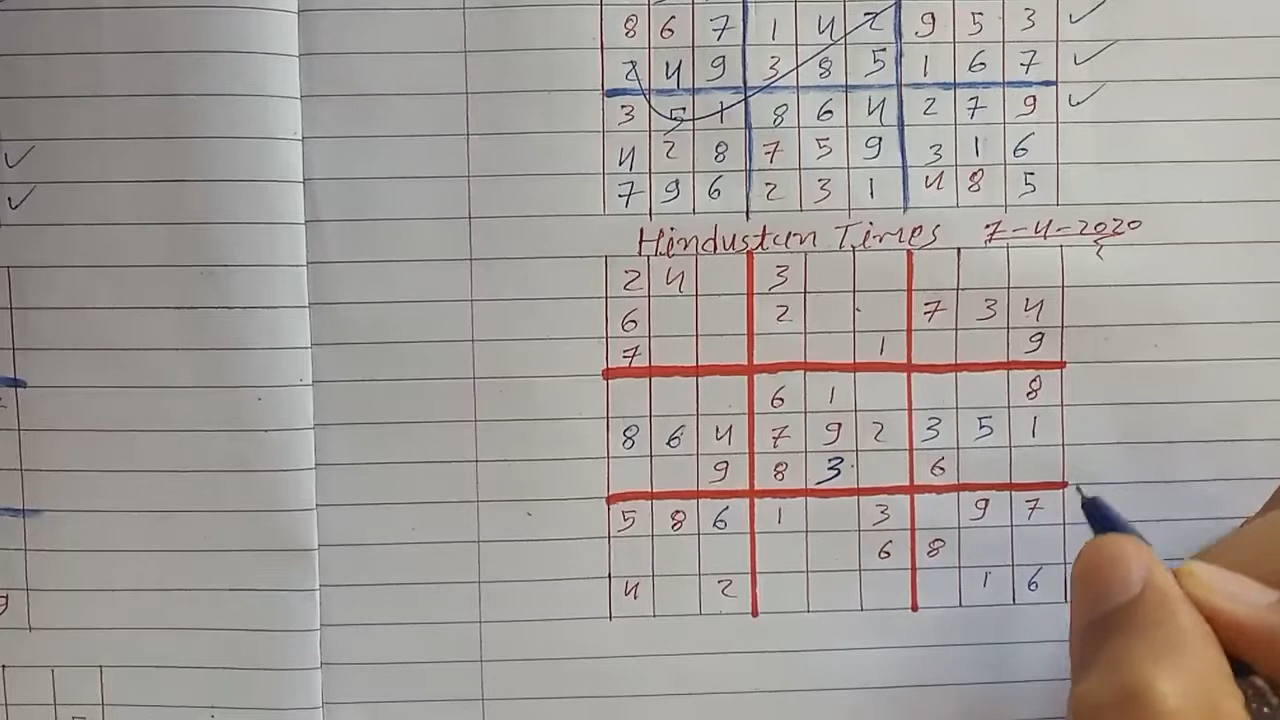 8 6 7 1 4 2 9 5 3 ✓
2 4 9 3 8 5 1 6 7 ✓
3 5 1 8 6 4 2 7 9 ✓
4 2 8 7 5 9 3 1 6
7 9 6 2 3 1 4 8 5
Hindustan Times 7-4-2020
2 4 3
6 2 7 3 4
7 1 9
6 1 8
8 6 4 7 9 2 3 5 1
9 8 3 6
5 8 6 1 3 9 7
6 8
4 2 1 6